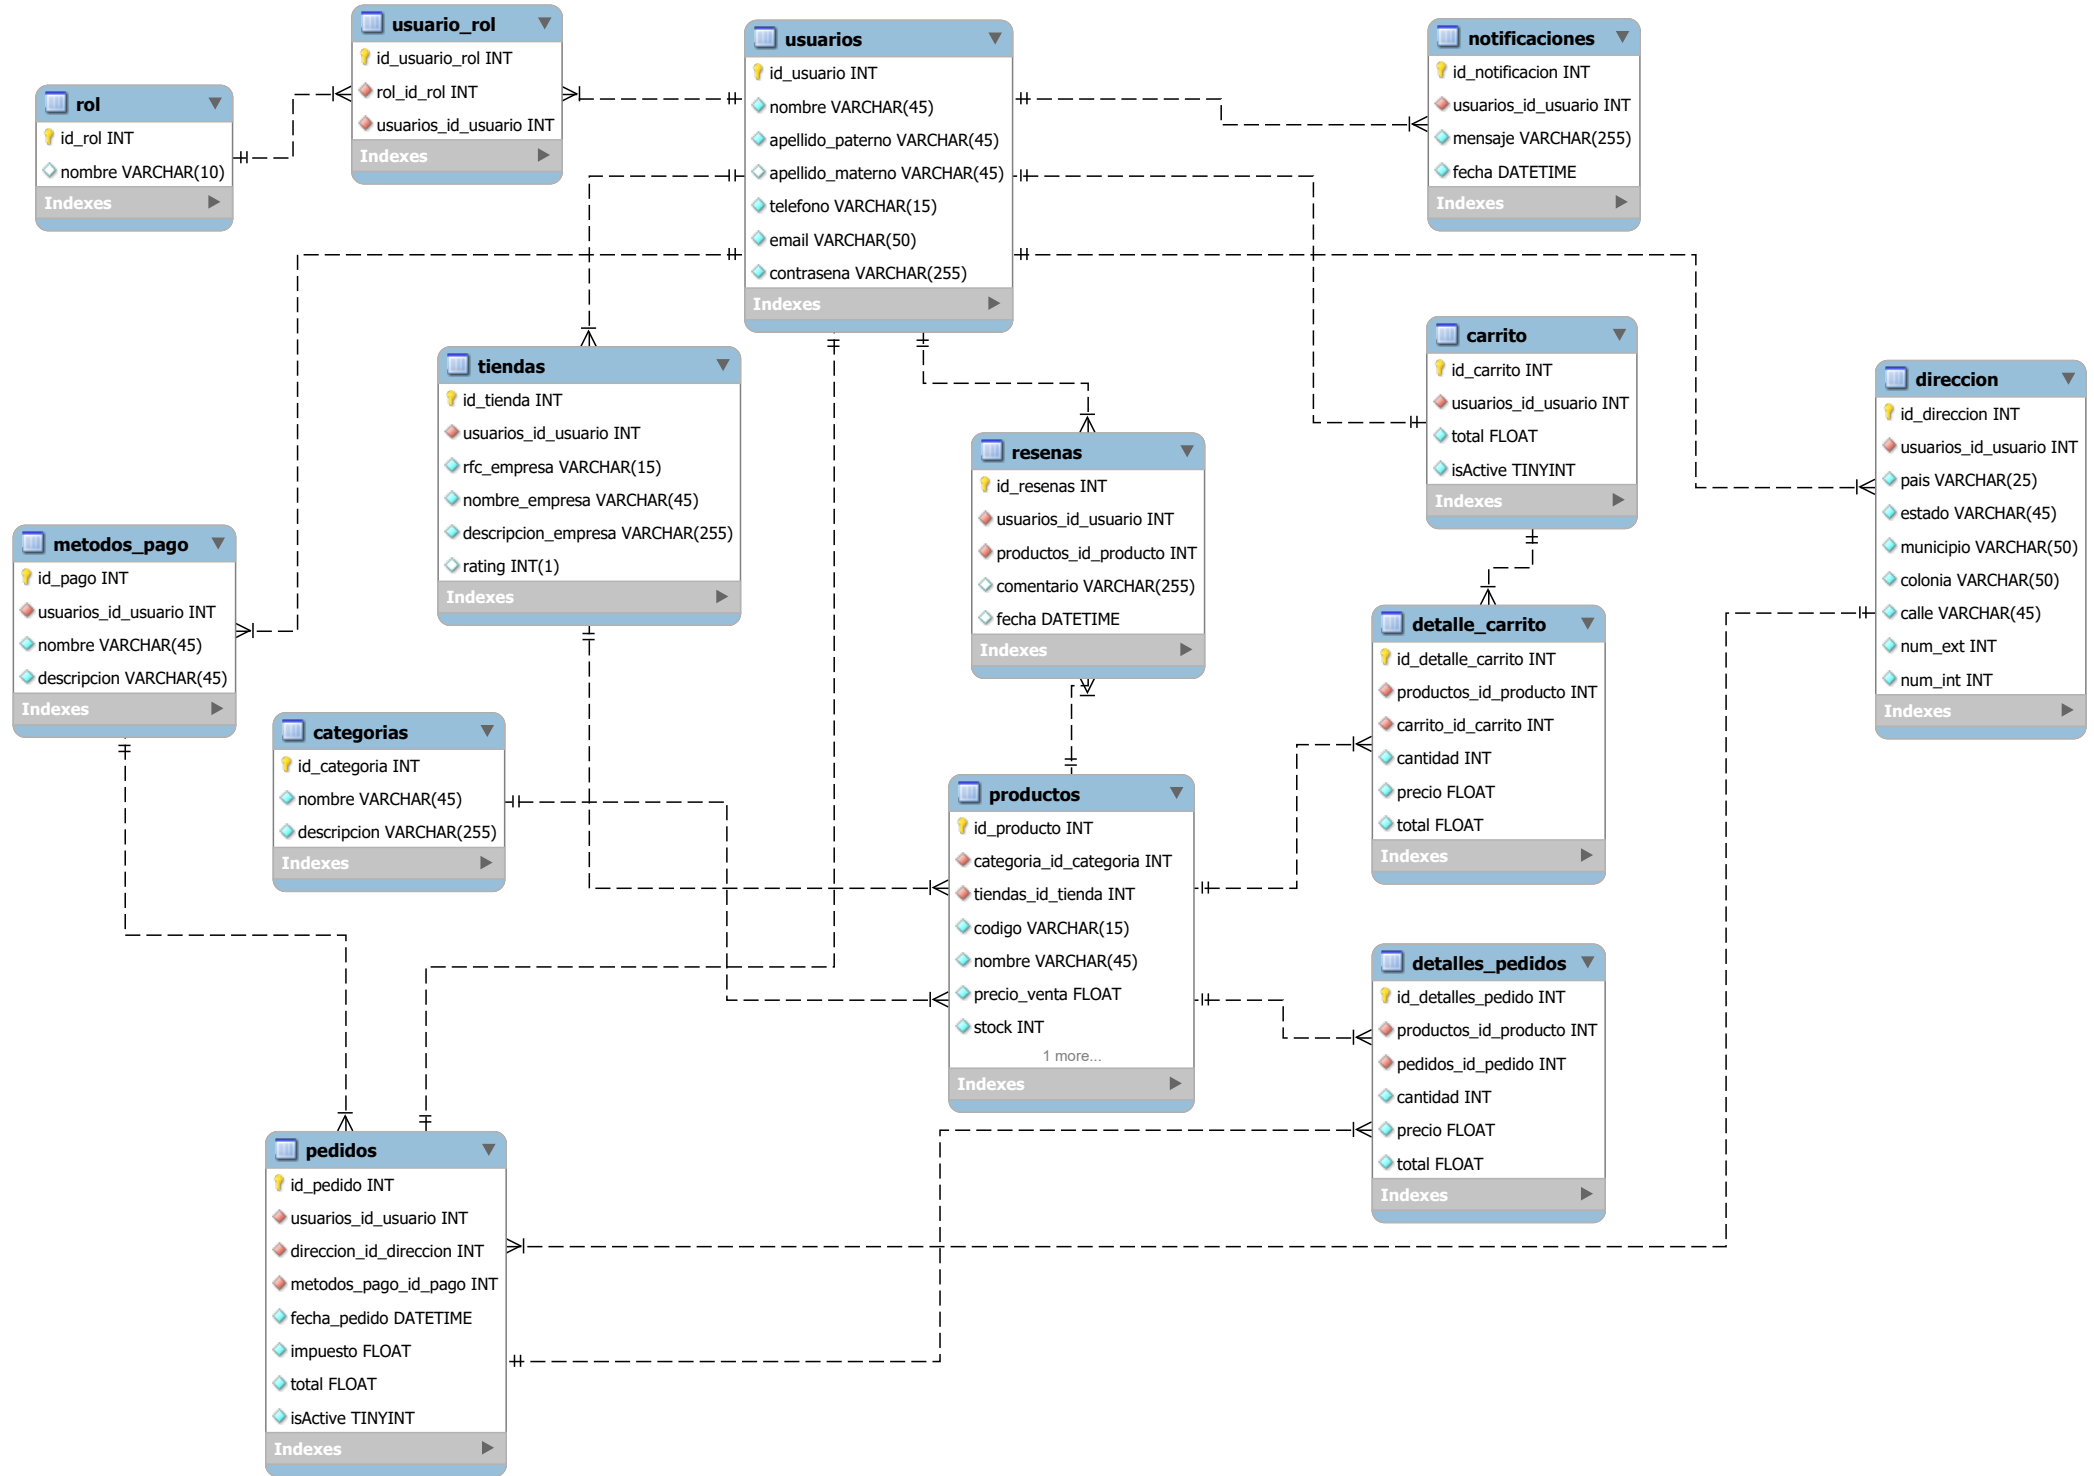 rol
id_rol INT
nombre VARCHAR(10)
Indexes
usuario_rol
id_usuario_rol INT
rol_id_rol INT
usuarios_id_usuario INT
Indexes
usuarios
id_usuario INT
nombre VARCHAR(45)
apellido_paterno VARCHAR(45)
apellido_materno VARCHAR(45)
telefono VARCHAR(15)
email VARCHAR(50)
contrasena VARCHAR(255)
Indexes
notificaciones
id_notificacion INT
usuarios_id_usuario INT
mensaje VARCHAR(255)
fecha DATETIME
Indexes
tiendas
id_tienda INT
usuarios_id_usuario INT
rfc_empresa VARCHAR(15)
nombre_empresa VARCHAR(45)
descripcion_empresa VARCHAR(255)
rating INT(1)
Indexes
resenas
id_resenas INT
usuarios_id_usuario INT
productos_id_producto INT
comentario VARCHAR(255)
fecha DATETIME
Indexes
carrito
id_carrito INT
usuarios_id_usuario INT
total FLOAT
isActive TINYINT
Indexes
direccion
id_direccion INT
usuarios_id_usuario INT
pais VARCHAR(25)
estado VARCHAR(45)
municipio VARCHAR(50)
colonia VARCHAR(50)
calle VARCHAR(45)
num_ext INT
num_int INT
Indexes
metodos_pago
id_pago INT
usuarios_id_usuario INT
nombre VARCHAR(45)
descripcion VARCHAR(45)
Indexes
categorias
id_categoria INT
nombre VARCHAR(45)
descripcion VARCHAR(255)
Indexes
detalle_carrito
id_detalle_carrito INT
productos_id_producto INT
carrito_id_carrito INT
cantidad INT
precio FLOAT
total FLOAT
Indexes
productos
id_producto INT
categoria_id_categoria INT
tiendas_id_tienda INT
codigo VARCHAR(15)
nombre VARCHAR(45)
precio_venta FLOAT
stock INT
1 more...
Indexes
detalles_pedidos
id_detalles_pedido INT
productos_id_producto INT
pedidos_id_pedido INT
cantidad INT
precio FLOAT
total FLOAT
Indexes
pedidos
id_pedido INT
usuarios_id_usuario INT
direccion_id_direccion INT
metodos_pago_id_pago INT
fecha_pedido DATETIME
impuesto FLOAT
total FLOAT
isActive TINYINT
Indexes